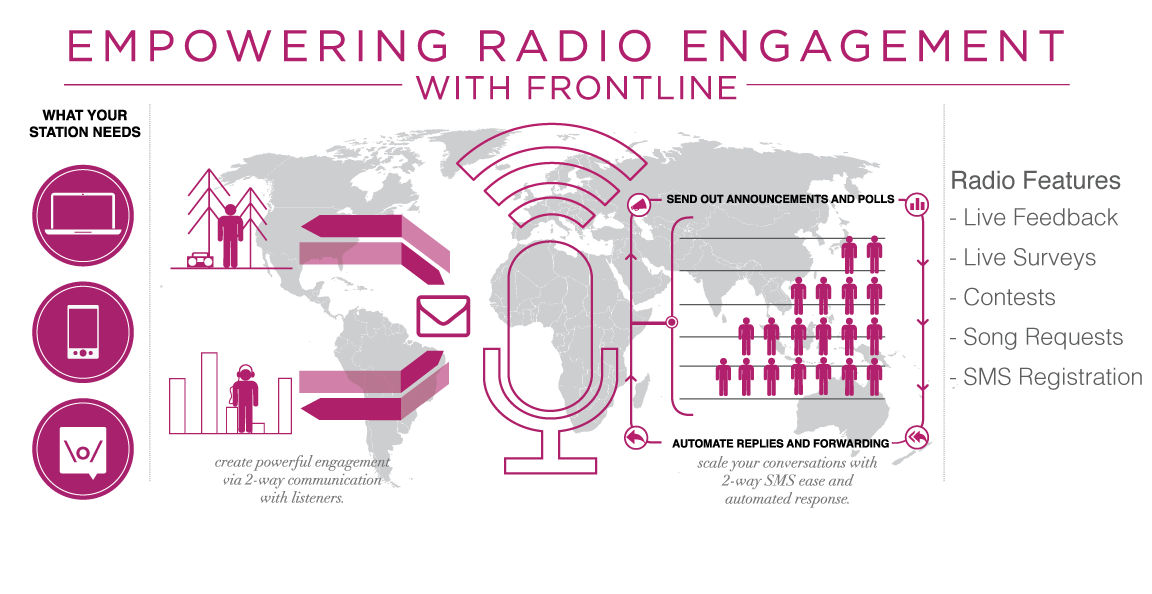 EMPOWERING RADIO ENGAGEMENT
WITH FRONTLINE
WHAT YOUR
STATION NEEDS
\o/
create powerful engagement
via 2-way communication
with listeners.
SEND OUT ANNOUNCEMENTS AND POLLS
AUTOMATE REPLIES AND FORWARDING
scale your conversations with
2-way SMS ease and
automated response.
Radio Features
- Live Feedback
- Live Surveys
- Contests
- Song Requests
- SMS Registration